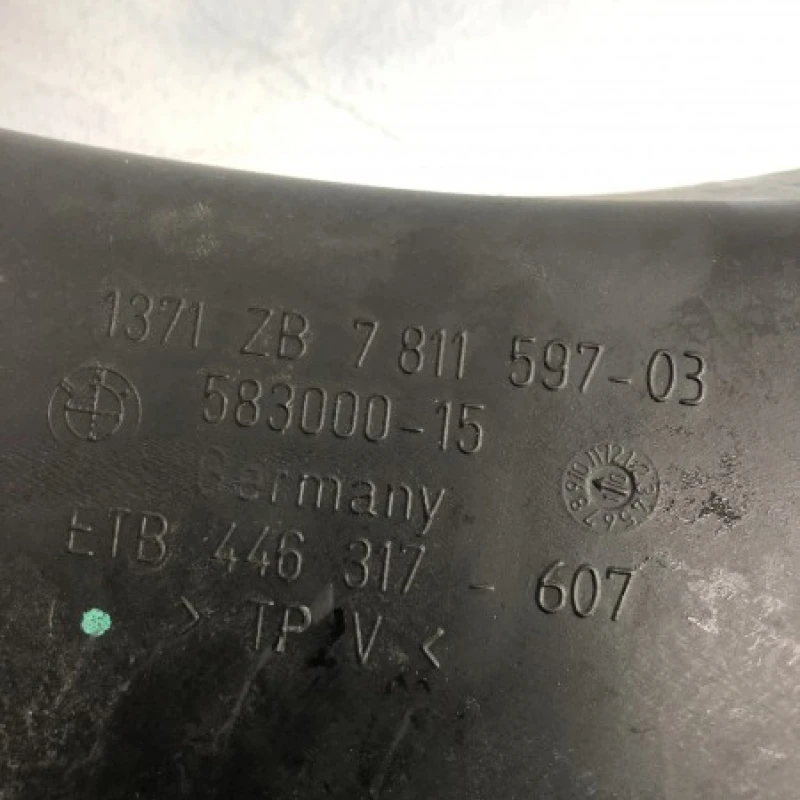 1371 ZB 7 811 597-03
583000-15
Germany
ETB 446 317 - 607
> TPV <